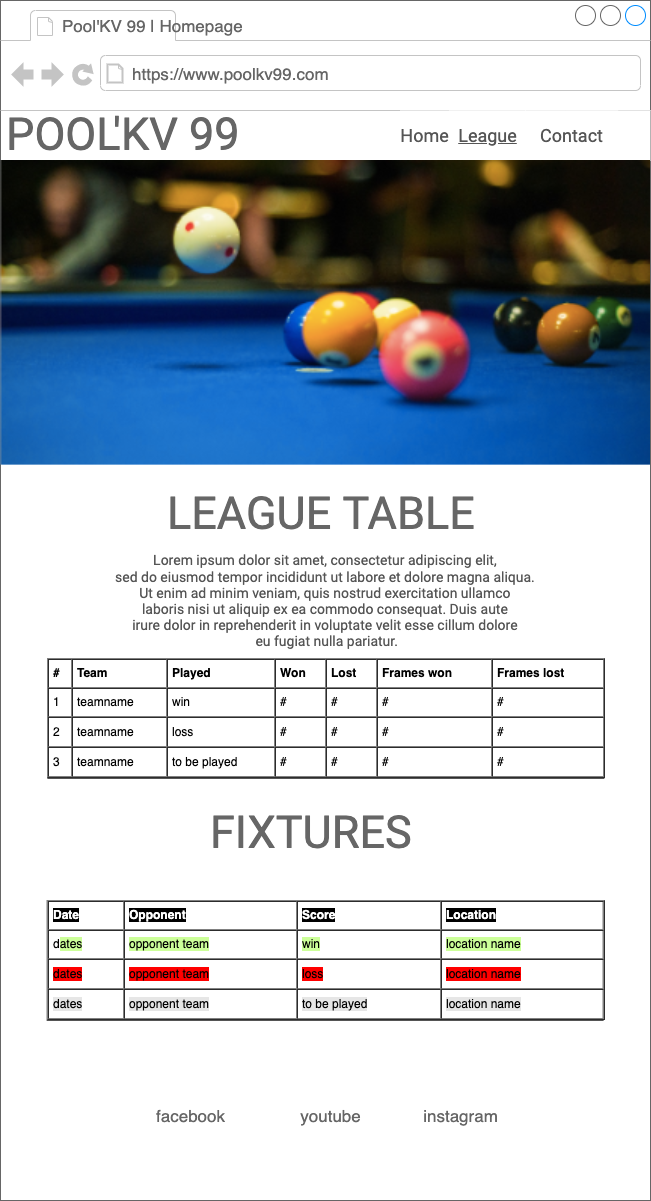 Pool'KV 99 | Homepage
https://www.poolkv99.com
POOL'KV 99
Home League Contact
LEAGUE TABLE
Lorem ipsum dolor sit amet, consectetur adipiscing elit,
sed do eiusmod tempor incididunt ut labore et dolore magna aliqua.
Ut enim ad minim veniam, quis nostrud exercitation ullamco
laboris nisi ut aliquip ex ea commodo consequat. Duis aute
irure dolor in reprehenderit in voluptate velit esse cillum dolore
eu fugiat nulla pariatur.
# Team Played Won Lost Frames won Frames lost
1 teamname win # # # #
2 teamname loss # # # #
3 teamname to be played # # # #
FIXTURES
Date Opponent Score Location
dates opponent team win location name
dates opponent team loss location name
dates opponent team to be played location name
facebook youtube instagram